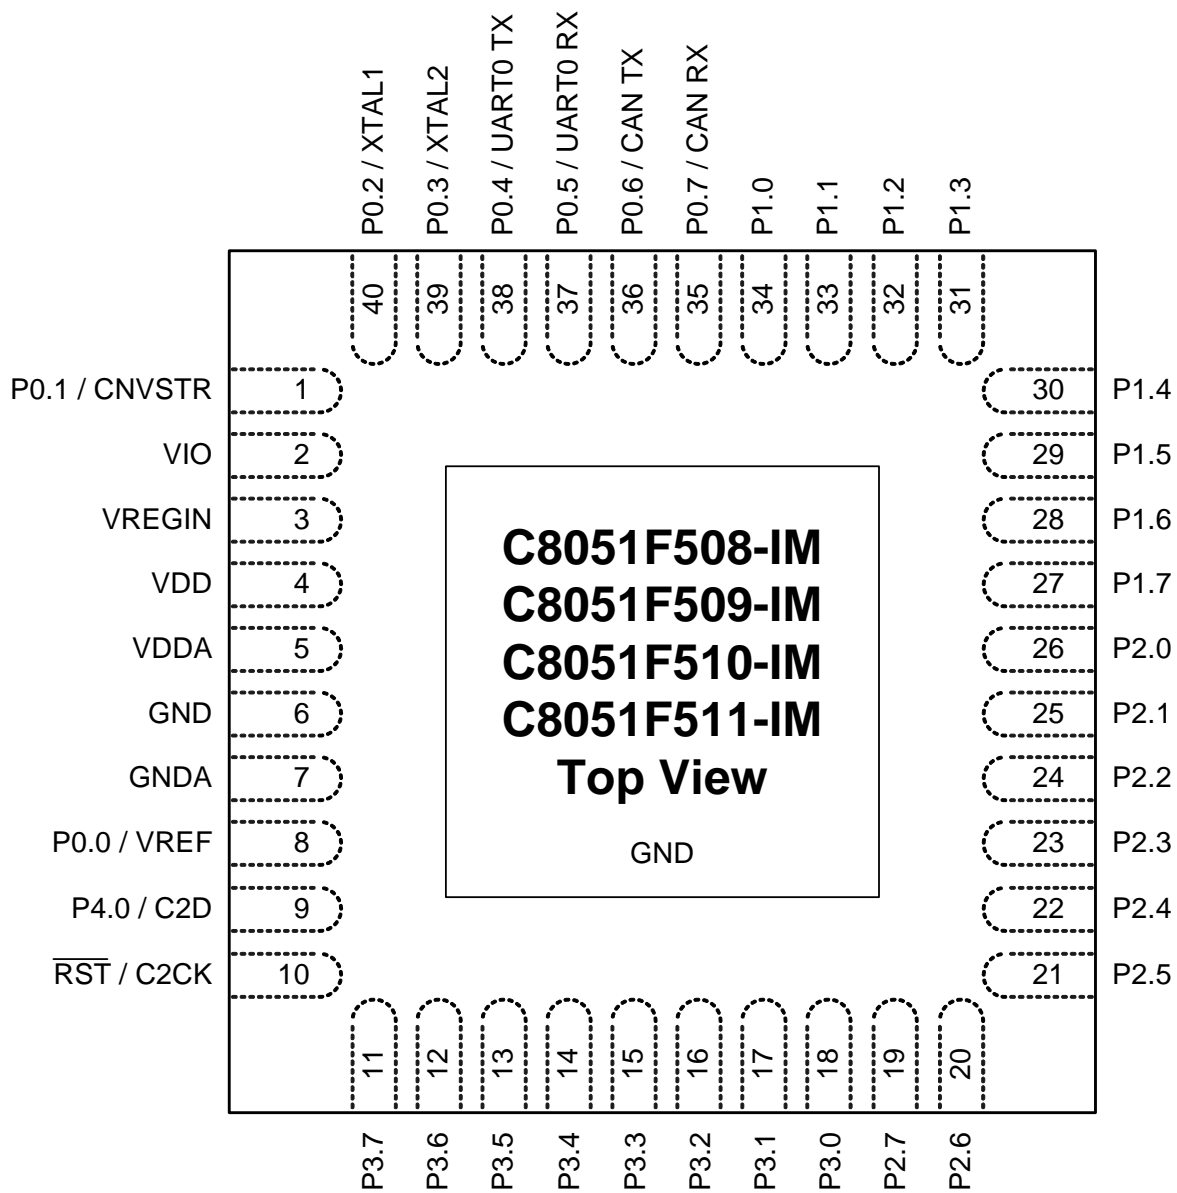 P0.2 / XTAL1
P0.3 / XTAL2
P0.4 / UART0 TX
P0.5 / UART0 RX
P0.6 / CAN TX
P0.7 / CAN RX
P1.0
P1.1
P1.2
P1.3
40
39
38
37
36
35
34
33
32
31
P0.1 / CNVSTR 1
VIO 2
VREGIN 3
VDD 4
VDDA 5
GND 6
GNDA 7
P0.0 / VREF 8
P4.0 / C2D 9
R̅S̅T̅ / C2CK 10
C8051F508-IM
C8051F509-IM
C8051F510-IM
C8051F511-IM
Top View
GND
30 P1.4
29 P1.5
28 P1.6
27 P1.7
26 P2.0
25 P2.1
24 P2.2
23 P2.3
22 P2.4
21 P2.5
11
12
13
14
15
16
17
18
19
20
P3.7
P3.6
P3.5
P3.4
P3.3
P3.2
P3.1
P3.0
P2.7
P2.6